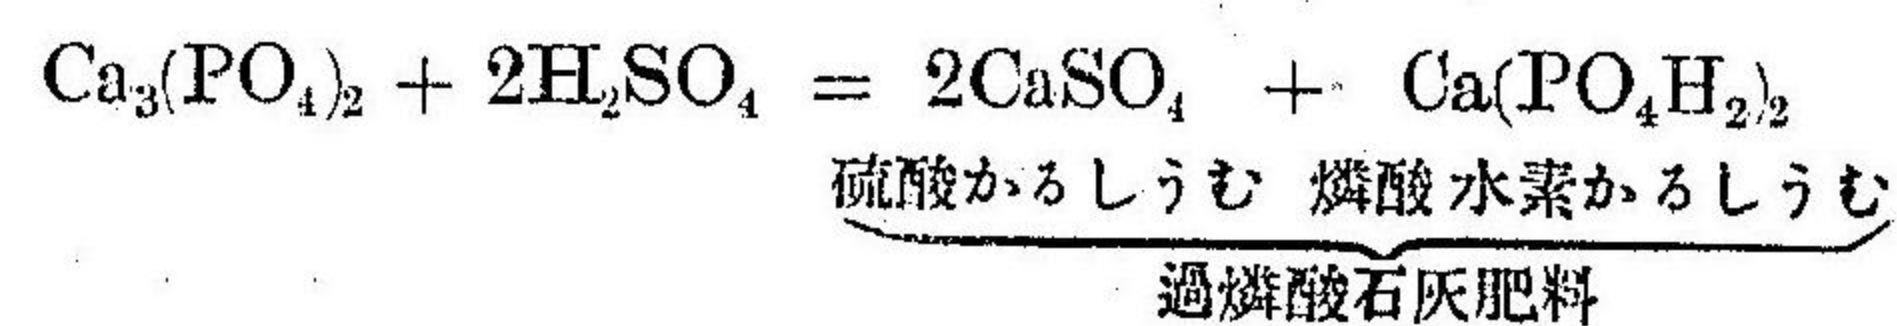 Ca₃(PO₄)₂ + 2H₂SO₄ = 2CaSO₄ + Ca(PO₄H₂)₂
硫酸かるしうむ 燐酸水素かるしうむ
過燐酸石灰肥料